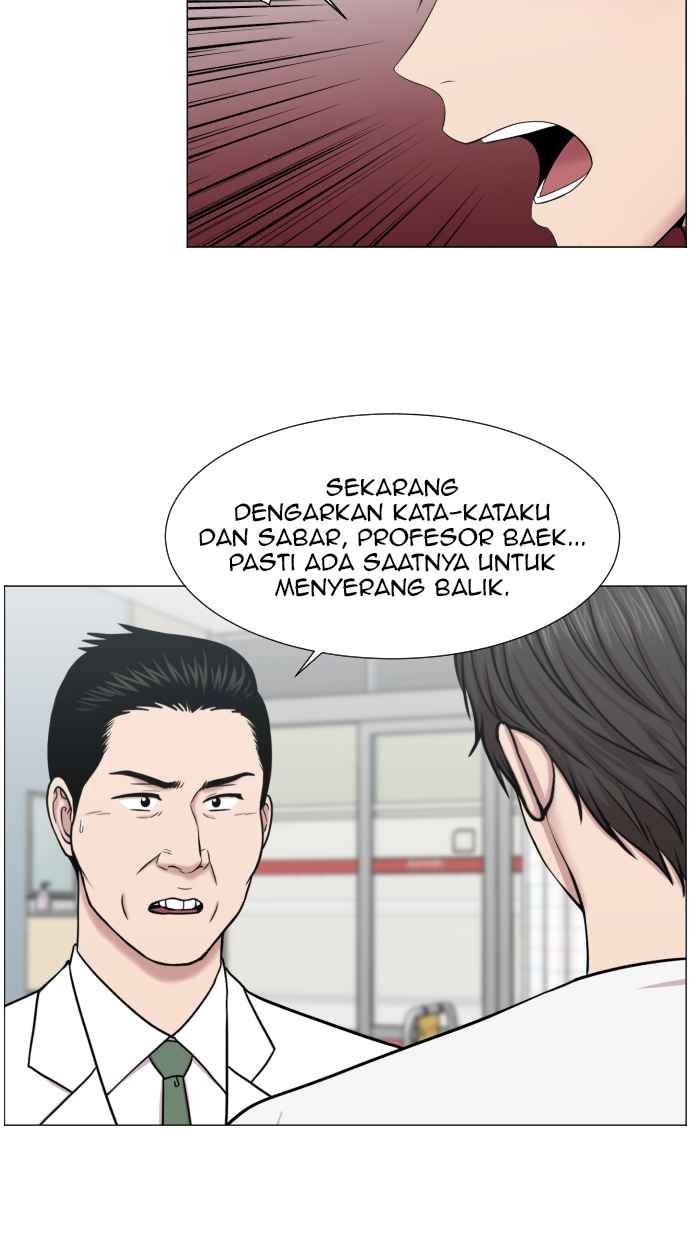 SEKARANG
DENGARKAN KATA-KATAKU
DAN SABAR, PROFESOR BAEK...
PASTI ADA SAATNYA UNTUK
MENYERANG BALIK.